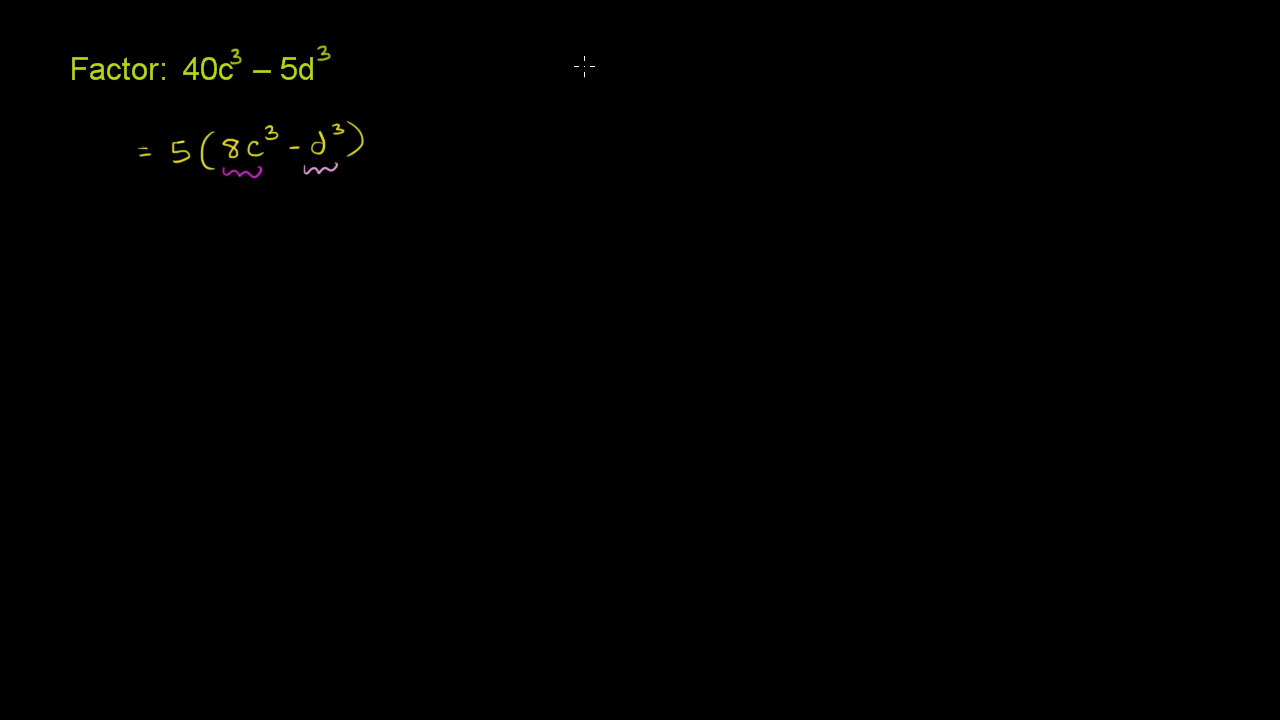 Factor: 40c³ – 5d³
= 5(8c³ - d³)